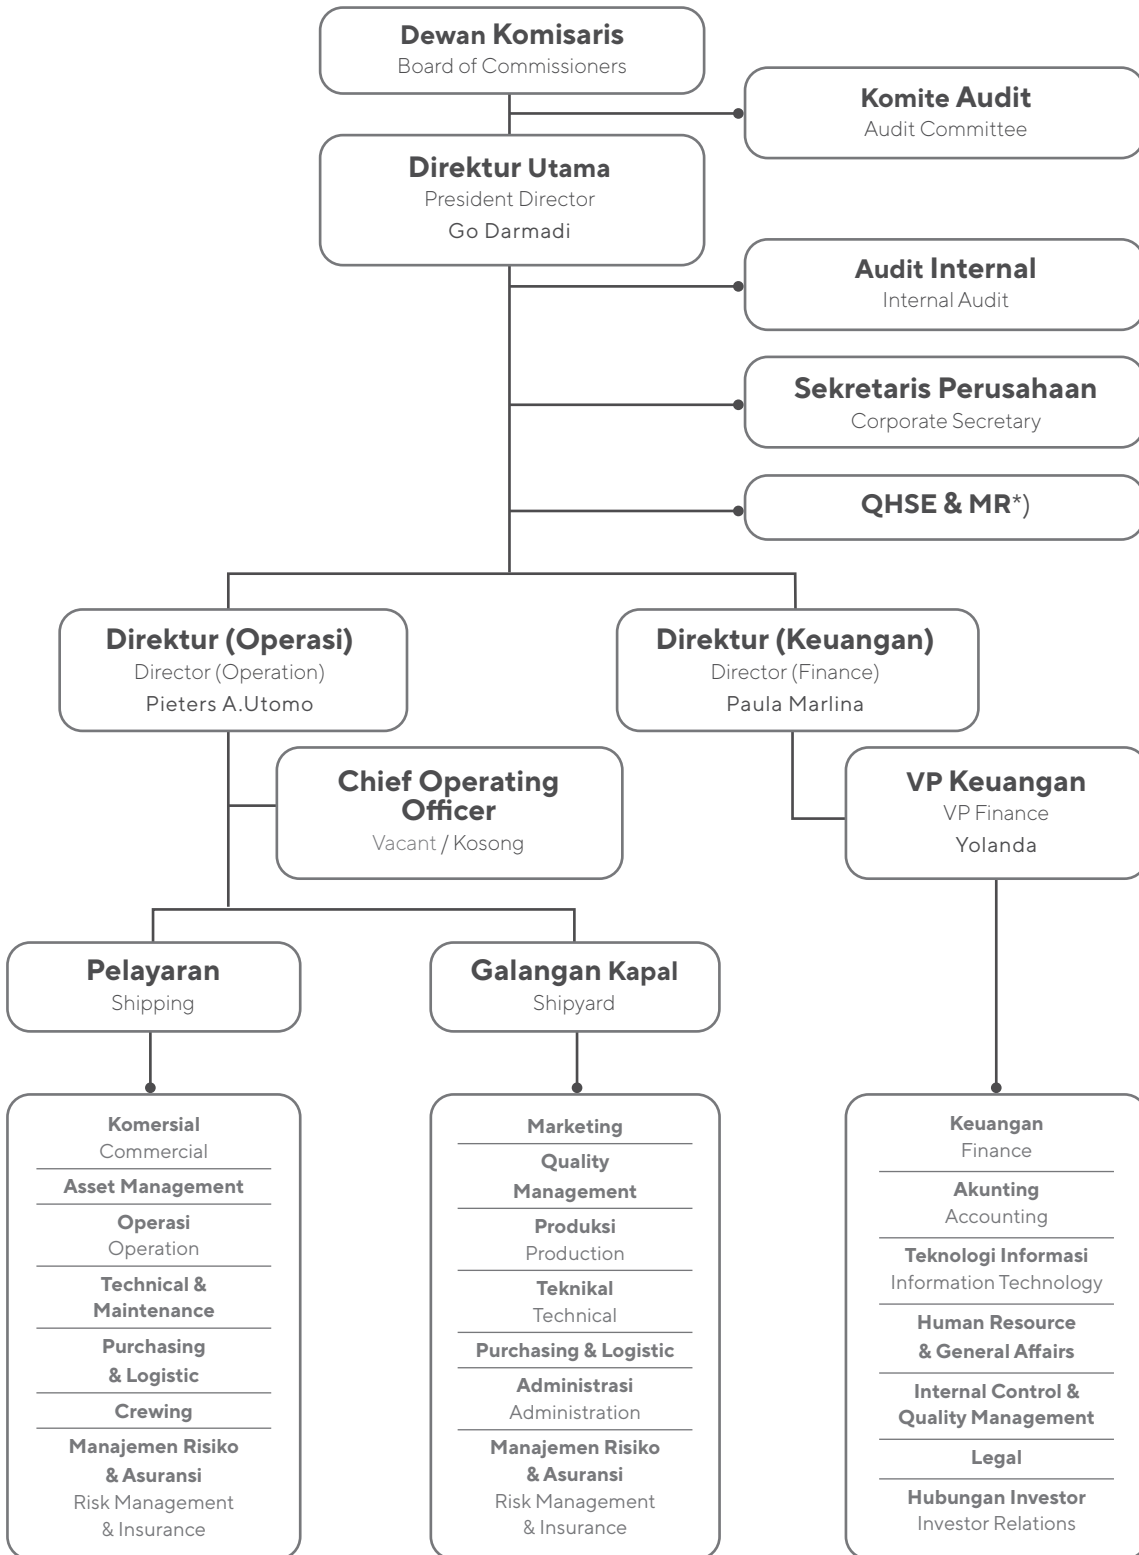 Dewan Komisaris
Board of Commissioners
Komite Audit
Audit Committee
Direktur Utama
President Director
Go Darmadi
Audit Internal
Internal Audit
Sekretaris Perusahaan
Corporate Secretary
QHSE & MR*)
Direktur (Operasi)
Director (Operation)
Pieters A.Utomo
Direktur (Keuangan)
Director (Finance)
Paula Marlina
Chief Operating
Officer
Vacant / Kosong
VP Keuangan
VP Finance
Yolanda
Pelayaran
Shipping
Galangan Kapal
Shipyard
Komersial
Commercial
Asset Management
Operasi
Operation
Technical &
Maintenance
Purchasing
& Logistic
Crewing
Manajemen Risiko
& Asuransi
Risk Management
& Insurance
Marketing
Quality
Management
Produksi
Production
Teknikal
Technical
Purchasing & Logistic
Administrasi
Administration
Manajemen Risiko
& Asuransi
Risk Management
& Insurance
Keuangan
Finance
Akunting
Accounting
Teknologi Informasi
Information Technology
Human Resource
& General Affairs
Internal Control &
Quality Management
Legal
Hubungan Investor
Investor Relations